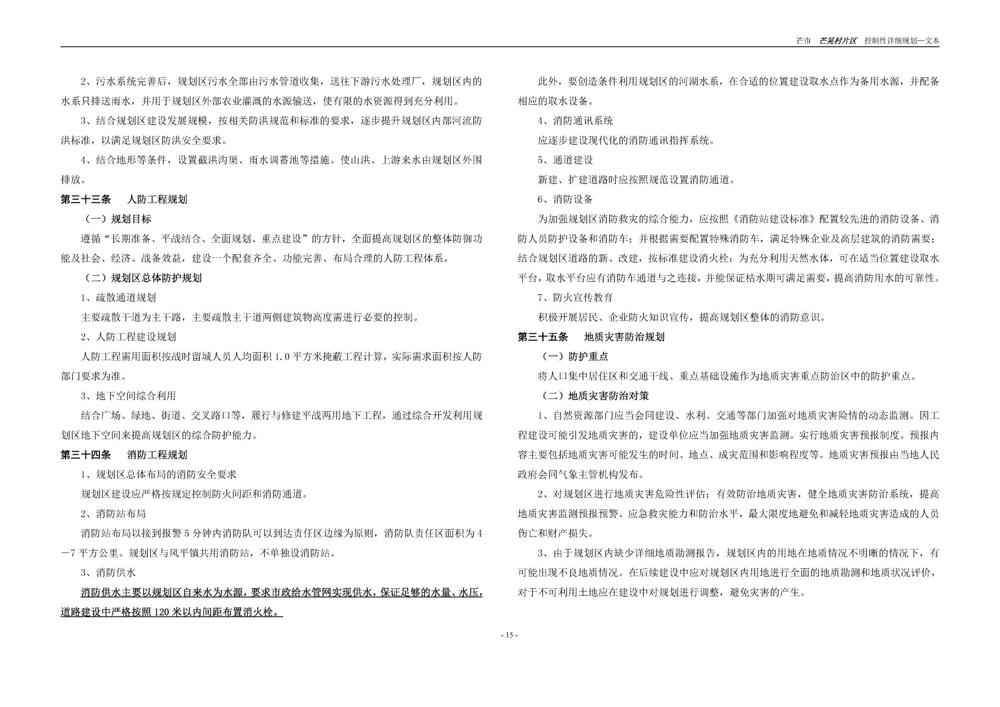 芒市 芒晃村片区 控制性详细规划—文本
2、污水系统完善后，规划区污水全部由污水管道收集，送往下游污水处理厂，规划区内的
水系只排送雨水，并用于规划区外部农业灌溉的水源输送，使有限的水资源得到充分利用。
3、结合规划区建设发展规模，按相关防洪规范和标准的要求，逐步提升规划区内部河流防
洪标准，以满足规划区防洪安全要求。
4、结合地形等条件，设置截洪沟渠、雨水调蓄池等措施。使山洪、上游来水由规划区外围
排放。
第三十三条 人防工程规划
（一）规划目标
遵循“长期准备、平战结合、全面规划、重点建设”的方针，全面提高规划区的整体防御功
能及社会、经济、战备效益，建设一个配套齐全、功能完善、布局合理的人防工程体系。
（二）规划区总体防护规划
1、疏散通道规划
主要疏散干道为主干路，主要疏散主干道两侧建筑物高度需进行必要的控制。
2、人防工程建设规划
人防工程需用面积按战时留城人员人均面积 1.0 平方米掩蔽工程计算，实际需求面积按人防
部门要求为准。
3、地下空间综合利用
结合广场、绿地、街道、交叉路口等，履行与修建平战两用地下工程，通过综合开发利用规
划区地下空间来提高规划区的综合防护能力。
第三十四条 消防工程规划
1、规划区总体布局的消防安全要求
规划区建设应严格按规定控制防火间距和消防通道。
2、消防站布局
消防站布局以接到报警 5 分钟内消防队可以到达责任区边缘为原则，消防队责任区面积为 4
—7 平方公里。规划区与风平镇共用消防站，不单独设消防站。
3、消防供水
消防供水主要以规划区自来水为水源，要求市政给水管网实现供水，保证足够的水量、水压，
道路建设中严格按照 120 米以内间距布置消火栓。
此外，要创造条件利用规划区的河湖水系，在合适的位置建设取水点作为备用水源，并配备
相应的取水设备。
4、消防通讯系统
应逐步建设现代化的消防通讯指挥系统。
5、通道建设
新建、扩建道路时应按照规范设置消防通道。
6、消防设备
为加强规划区消防救灾的综合能力，应按照《消防站建设标准》配置较先进的消防设备、消
防人员防护设备和消防车；并根据需要配置特殊消防车，满足特殊企业及高层建筑的消防需要；
结合规划区道路的新、改建，按标准建设消火栓；为充分利用天然水体，可在适当位置建设取水
平台，取水平台应有消防车通道与之连接，并能保证枯水期可满足需要，提高消防用水的可靠性。
7、防火宣传教育
积极开展居民、企业防火知识宣传，提高规划区整体的消防意识。
第三十五条 地质灾害防治规划
（一）防护重点
将人口集中居住区和交通干线、重点基础设施作为地质灾害重点防治区中的防护重点。
（二）地质灾害防治对策
1、自然资源部门应当会同建设、水利、交通等部门加强对地质灾害险情的动态监测。因工
程建设可能引发地质灾害的，建设单位应当加强地质灾害监测。实行地质灾害预报制度。预报内
容主要包括地质灾害可能发生的时间、地点、成灾范围和影响程度等。地质灾害预报由当地人民
政府会同气象主管机构发布。
2、对规划区进行地质灾害危险性评估；有效防治地质灾害，健全地质灾害防治系统，提高
地质灾害监测预报预警、应急救灾能力和防治水平，最大限度地避免和减轻地质灾害造成的人员
伤亡和财产损失。
3、由于规划区内缺少详细地质勘测报告，规划区内的用地在地质情况不明晰的情况下，有
可能出现不良地质情况。在后续建设中应对规划区内用地进行全面的地质勘测和地质状况评价，
对于不可利用土地应在建设中对规划进行调整，避免灾害的产生。
- 15 -